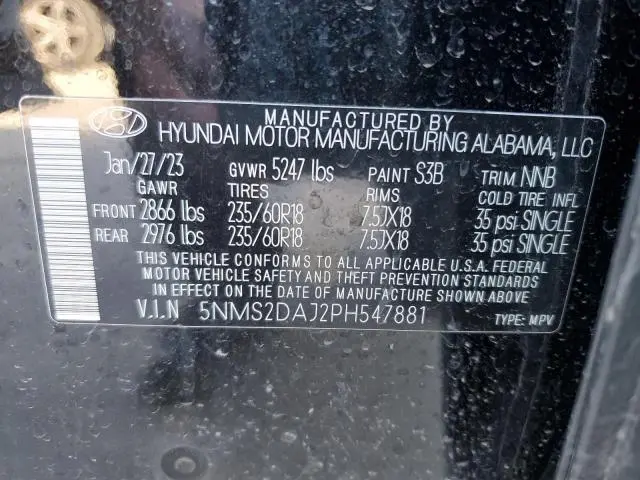 MANUFACTURED BY
HYUNDAI MOTOR MANUFACTURING ALABAMA, LLC
Jan/27/23 GVWR 5247 lbs PAINT S3B TRIM NNB
GAWR TIRES RIMS COLD TIRE INFL
FRONT 2866 lbs 235/60R18 7.5JX18 35 psi-SINGLE
REAR 2976 lbs 235/60R18 7.5JX18 35 psi SINGLE
THIS VEHICLE CONFORMS TO ALL APPLICABLE U.S.A. FEDERAL
MOTOR VEHICLE SAFETY AND THEFT PREVENTION STANDARDS
IN EFFECT ON THE DATE OF MANUFACTURE SHOWN ABOVE.
V.I.N 5NMS2DAJ2PH547881 TYPE: MPV